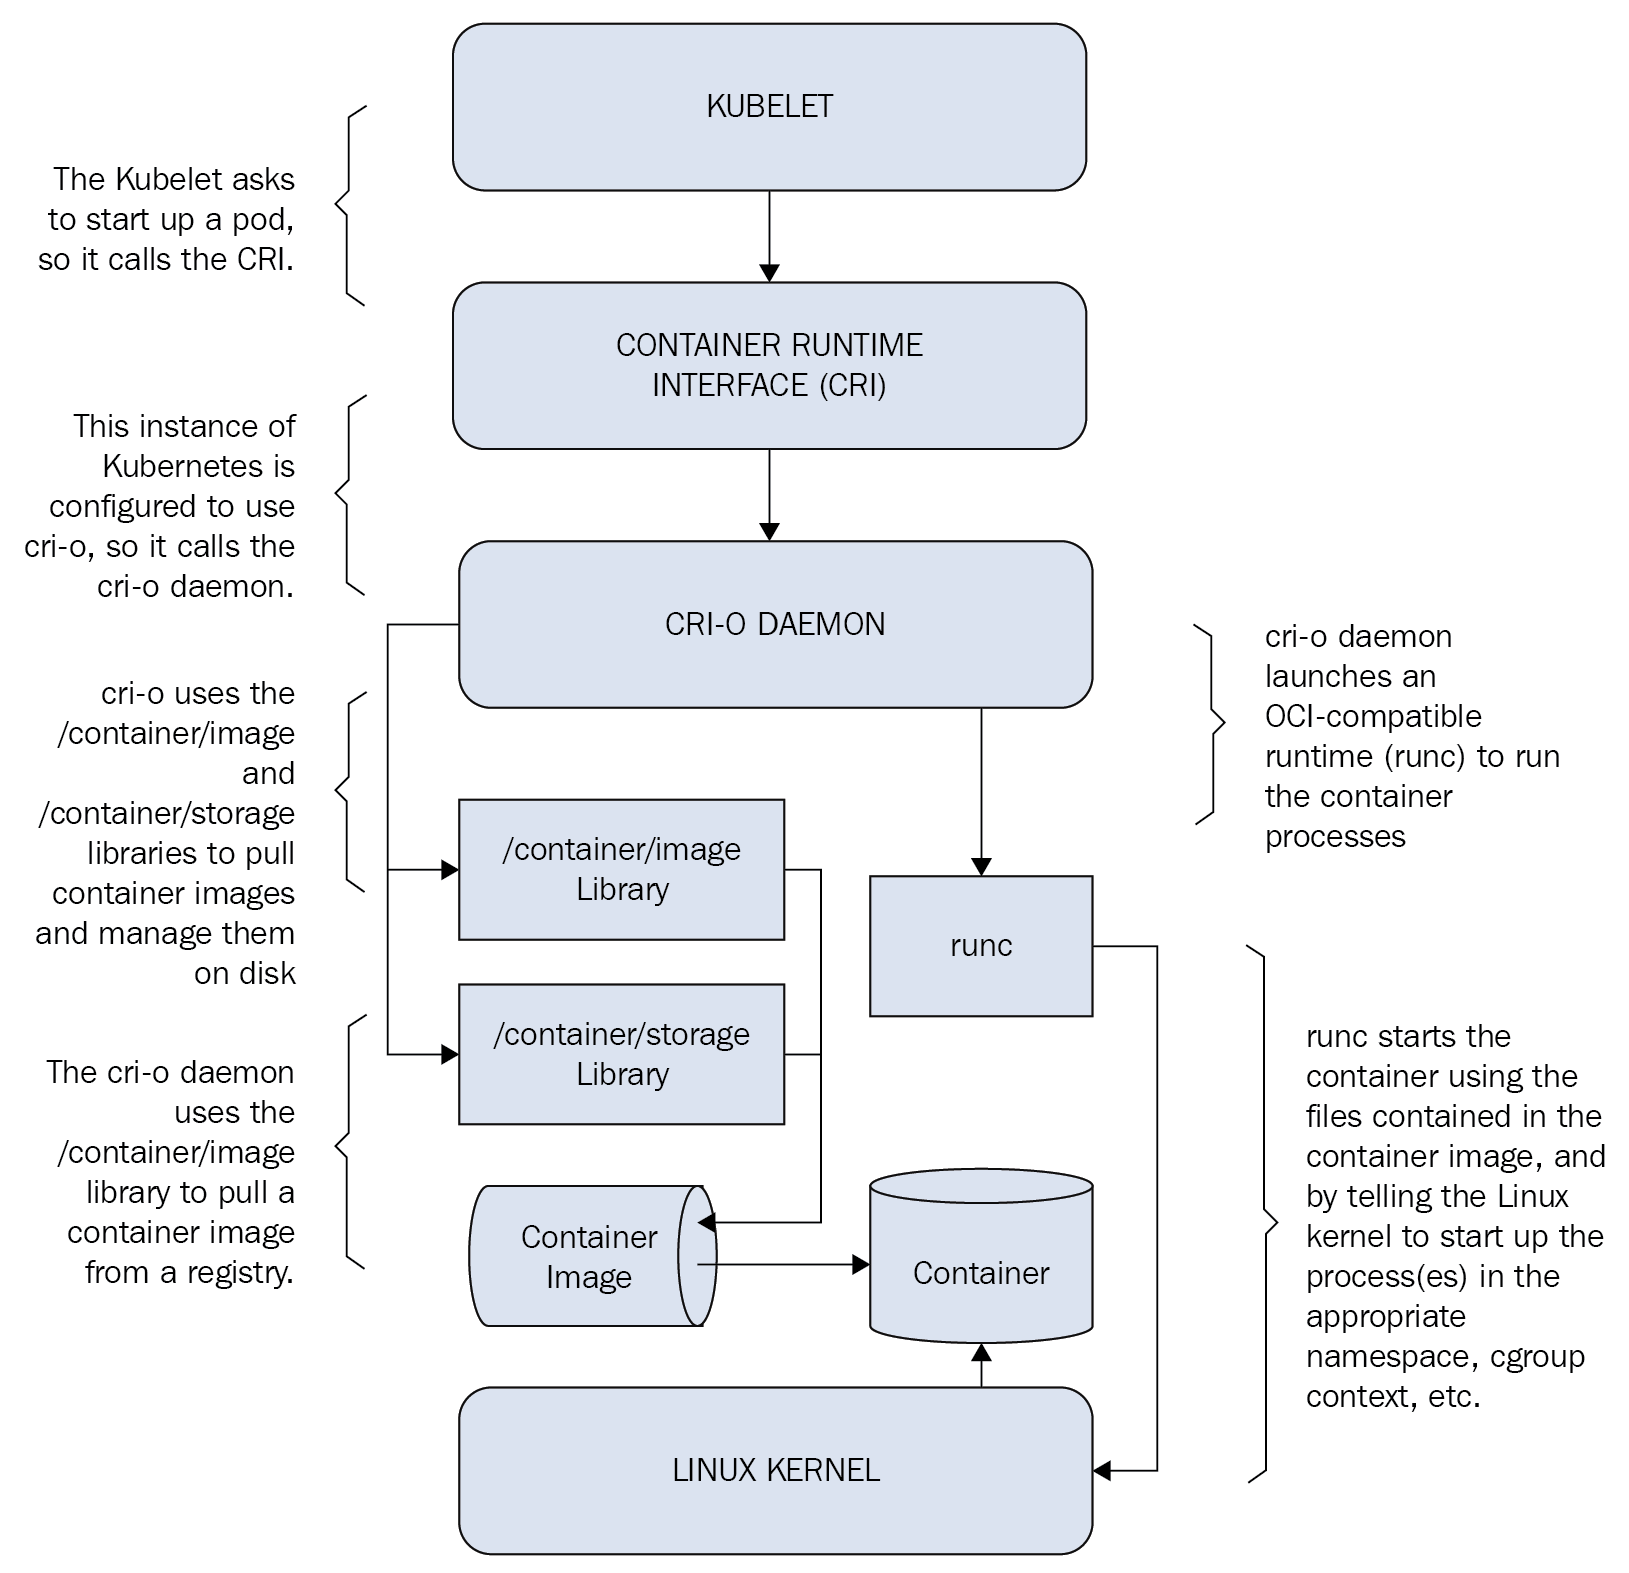 KUBELET
The Kubelet asks
to start up a pod,
so it calls the CRI.
CONTAINER RUNTIME
INTERFACE (CRI)
This instance of
Kubernetes is
configured to use
cri-o, so it calls the
cri-o daemon.
CRI-O DAEMON
cri-o daemon
launches an
OCI-compatible
runtime (runc) to run
the container
processes
cri-o uses the
/container/image
and
/container/storage
libraries to pull
container images
and manage them
on disk
/container/image
Library
runc
/container/storage
Library
The cri-o daemon
uses the
/container/image
library to pull a
container image
from a registry.
runc starts the
container using the
files contained in the
container image, and
by telling the Linux
kernel to start up the
process(es) in the
appropriate
namespace, cgroup
context, etc.
Container
Image
Container
LINUX KERNEL